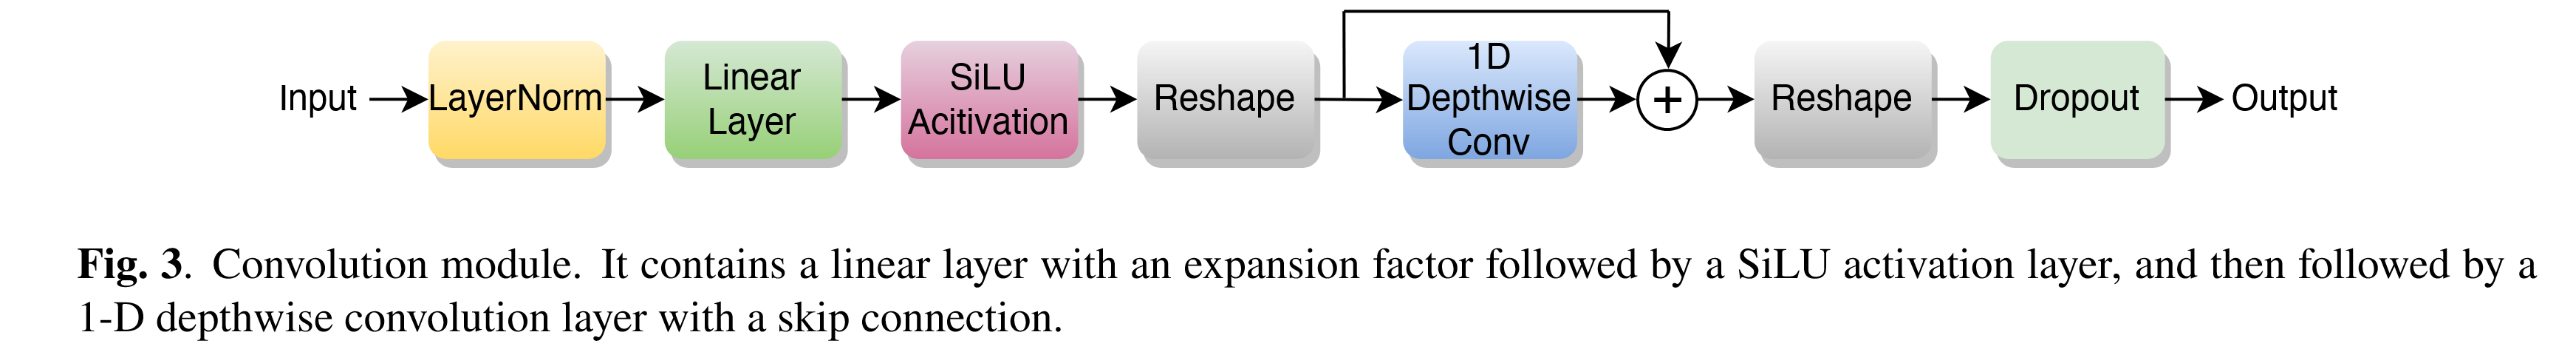 Input
LayerNorm
Linear
Layer
SiLU
Acitivation
Reshape
1D
Depthwise
Conv
+
Reshape
Dropout
Output
Fig. 3. Convolution module. It contains a linear layer with an expansion factor followed by a SiLU activation layer, and then followed by a
1-D depthwise convolution layer with a skip connection.